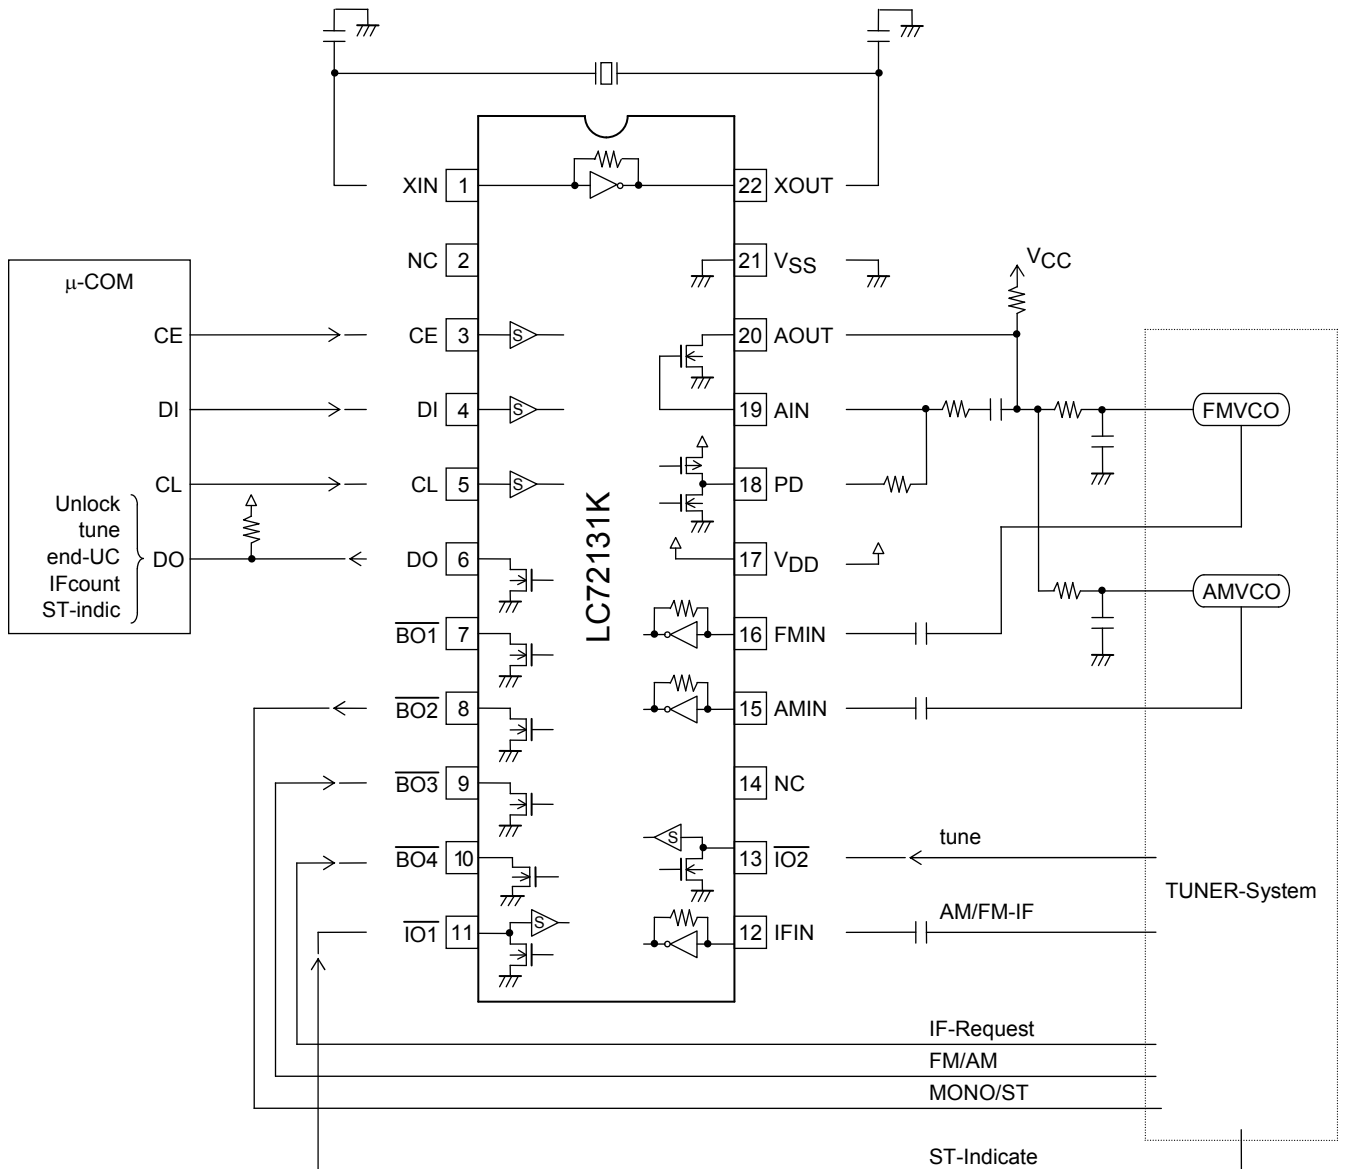 XIN 1
22 XOUT
NC 2
21 VSS
VCC
μ-COM
CE
CE 3
S
20 AOUT
DI
DI 4
S
19 AIN
FMVCO
CL
CL 5
S
18 PD
Unlock
tune
end-UC
IFcount
ST-indic
DO
DO 6
17 VDD
LC72131K
AMVCO
BO1 7
16 FMIN
BO2 8
15 AMIN
BO3 9
14 NC
BO4 10
S
13 IO2
tune
TUNER-System
IO1 11
S
12 IFIN
AM/FM-IF
IF-Request
FM/AM
MONO/ST
ST-Indicate